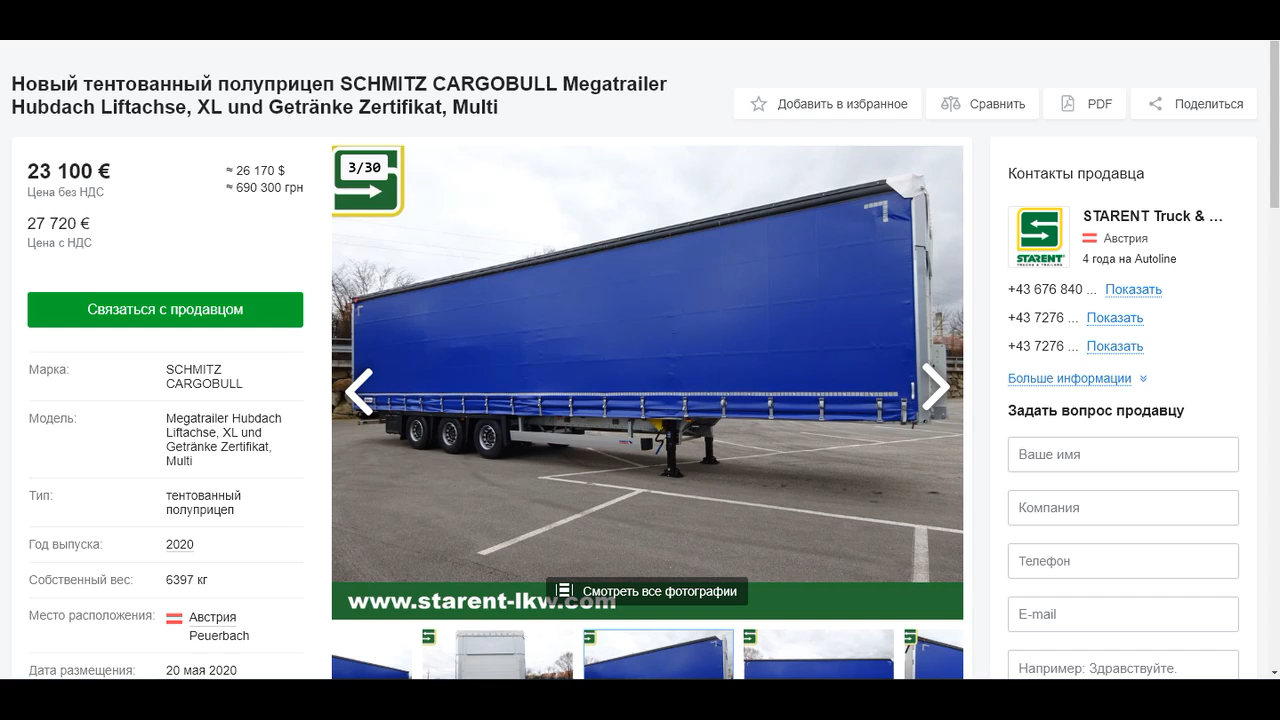 Новый тентованный полуприцеп SCHMITZ CARGOBULL Megatrailer
Hubdach Liftachse, XL und Getränke Zertifikat, Multi
Добавить в избранное
Сравнить
PDF
Поделиться
23 100 €
Цена без НДС
≈ 26 170 $
≈ 690 300 грн
27 720 €
Цена с НДС
Связаться с продавцом
Марка: SCHMITZ
CARGOBULL
Модель: Megatrailer Hubdach
Liftachse, XL und
Getränke Zertifikat,
Multi
Тип: тентованный
полуприцеп
Год выпуска: 2020
Собственный вес: 6397 кг
Место расположения: Австрия
Peuerbach
Дата размещения: 20 мая 2020
3/30
www.starent-lkw.com
Смотреть все фотографии
Контакты продавца
STARENT
TRUCKS & TRAILERS
STARENT Truck & ...
Австрия
4 года на Autoline
+43 676 840 ... Показать
+43 7276 ... Показать
+43 7276 ... Показать
Больше информации
Задать вопрос продавцу
Ваше имя
Компания
Телефон
E-mail
Например: Здравствуйте.